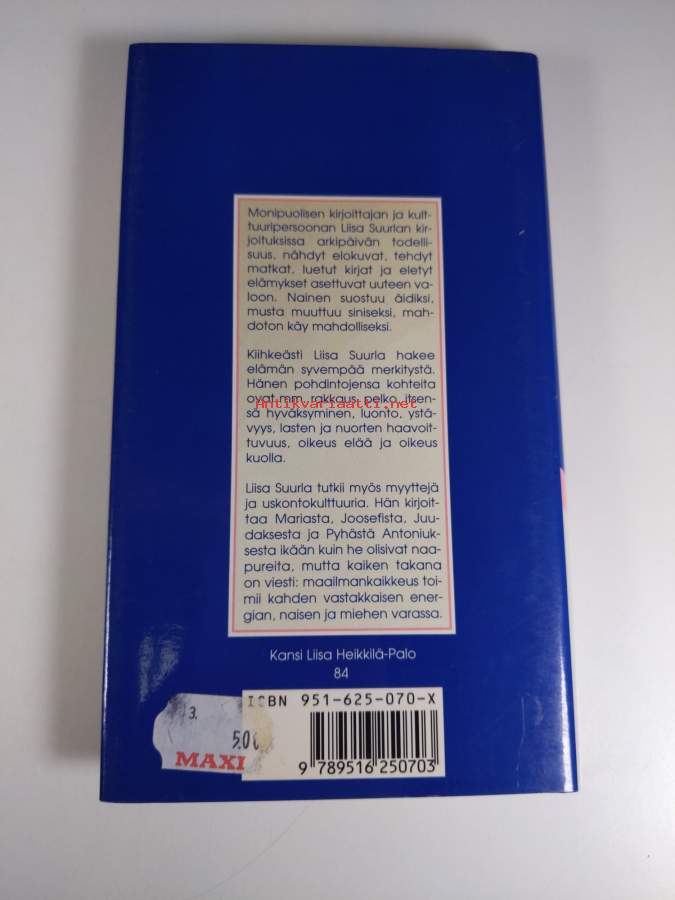 Monipuolisen kirjoittajan ja kult-
tuuripersoonan Liisa Suurlan kir-
joituksissa arkipäivän todelli-
suus, nähdyt elokuvat, tehdyt
matkat, luetut kirjat ja eletyt
elämykset asettuvat uuteen va-
loon. Nainen suostuu äidiksi,
musta muuttuu siniseksi, mah-
doton käy mahdolliseksi.
Kiihkeästi Liisa Suurla hakee
elämän syvempää merkitystä.
Hänen pohdintojensa kohteita
ovat mm. rakkaus, pelko, itsen-
Antikvariaatti.net
sä hyväksyminen, luonto, ystä-
vyys, lasten ja nuorten haavoit-
tuvuus, oikeus elää ja oikeus
kuolla.
Liisa Suurla tutkii myös myyttejä
ja uskontokulttuuria. Hän kirjoit-
taa Mariasta, Joosefista, Juu-
daksesta ja Pyhästä Antoniuk-
sesta ikään kuin he olisivat naa-
pureita, mutta kaiken takana
on viesti: maailmankaikkeus toi-
mii kahden vastakkaisen ener-
gian, naisen ja miehen varassa.
Kansi Liisa Heikkilä-Palo
84
ISBN 951-625-070-X
3.
5.00
MAXI
9 789516 250703